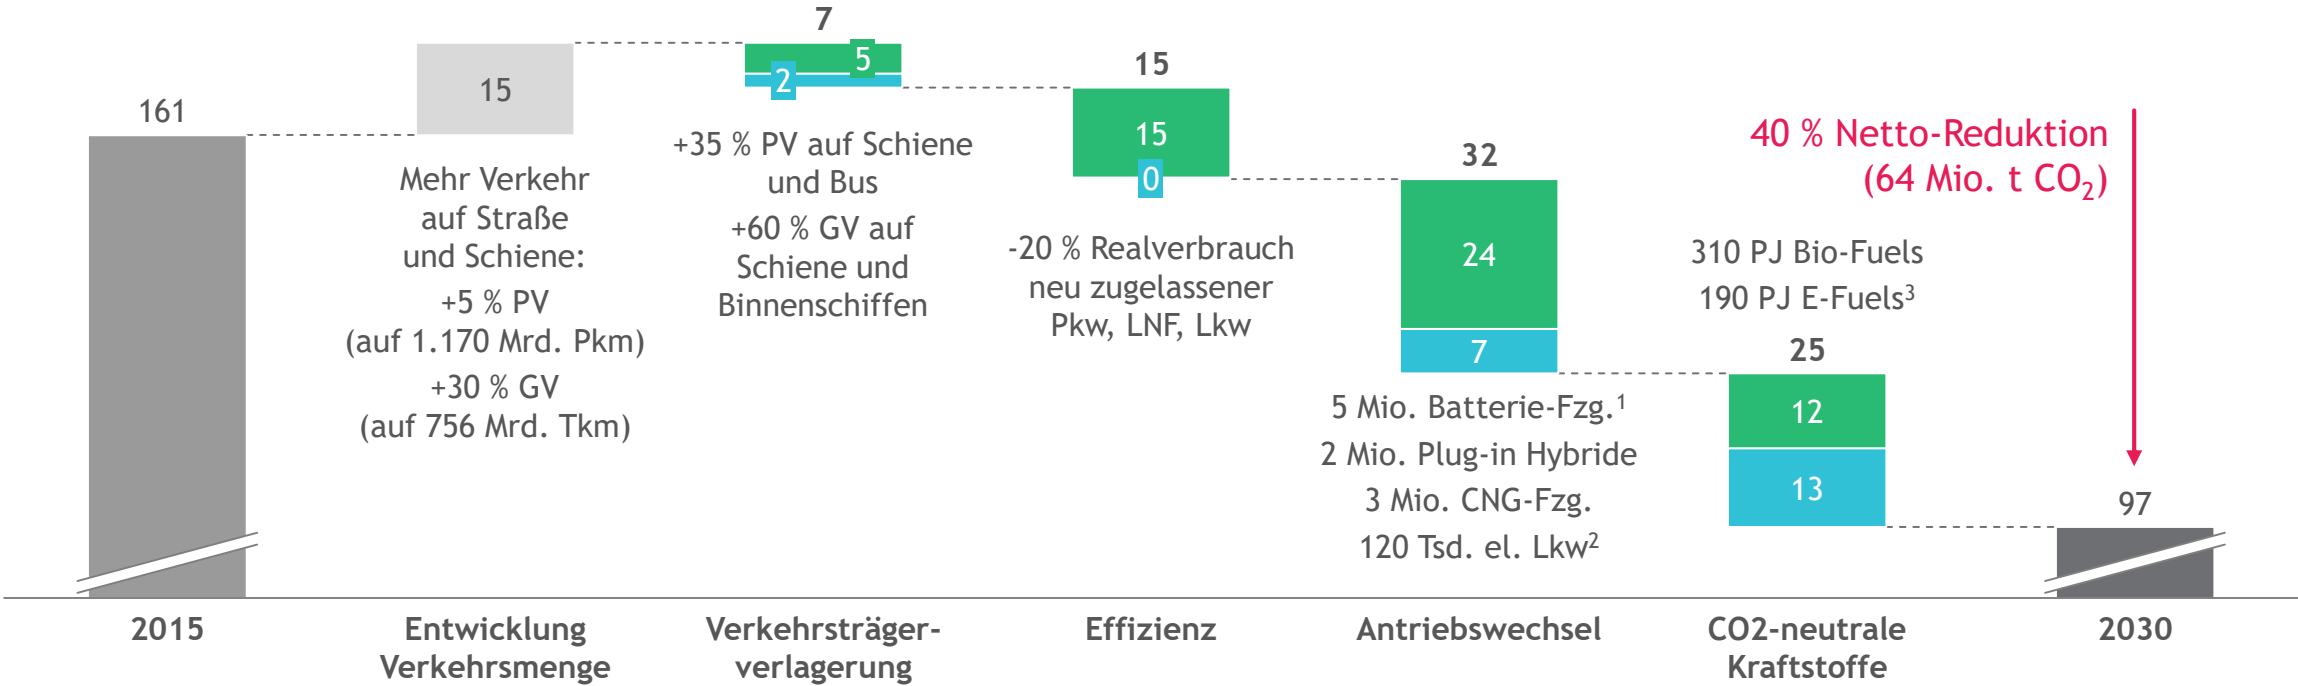 161
15
Mehr Verkehr
auf Straße
und Schiene:
+5 % PV
(auf 1.170 Mrd. Pkm)
+30 % GV
(auf 756 Mrd. Tkm)
7
5
2
+35 % PV auf Schiene
und Bus
+60 % GV auf
Schiene und
Binnenschiffen
15
15
0
-20 % Realverbrauch
neu zugelassener
Pkw, LNF, Lkw
32
24
7
5 Mio. Batterie-Fzg.¹
2 Mio. Plug-in Hybride
3 Mio. CNG-Fzg.
120 Tsd. el. Lkw²
310 PJ Bio-Fuels
190 PJ E-Fuels³
25
12
13
40 % Netto-Reduktion
(64 Mio. t CO₂)
97
2015
Entwicklung
Verkehrsmenge
Verkehrsträger-
verlagerung
Effizienz
Antriebswechsel
CO2-neutrale
Kraftstoffe
2030